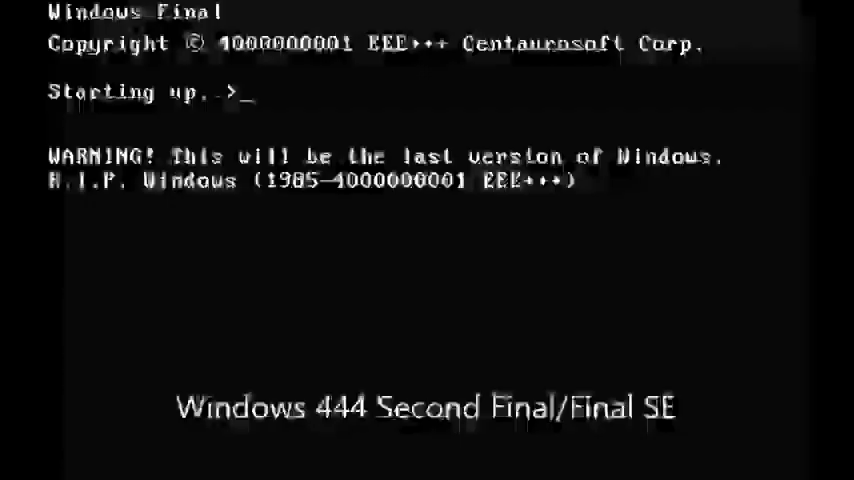 Windows Final
Copyright © 4000000001 EEE+++ Centaurosoft Corp.
Starting up..>_
WARNING! This will be the last version of Windows.
R.I.P. Windows (1985-4000000001 EEE+++)
Windows 444 Second Final/Final SE